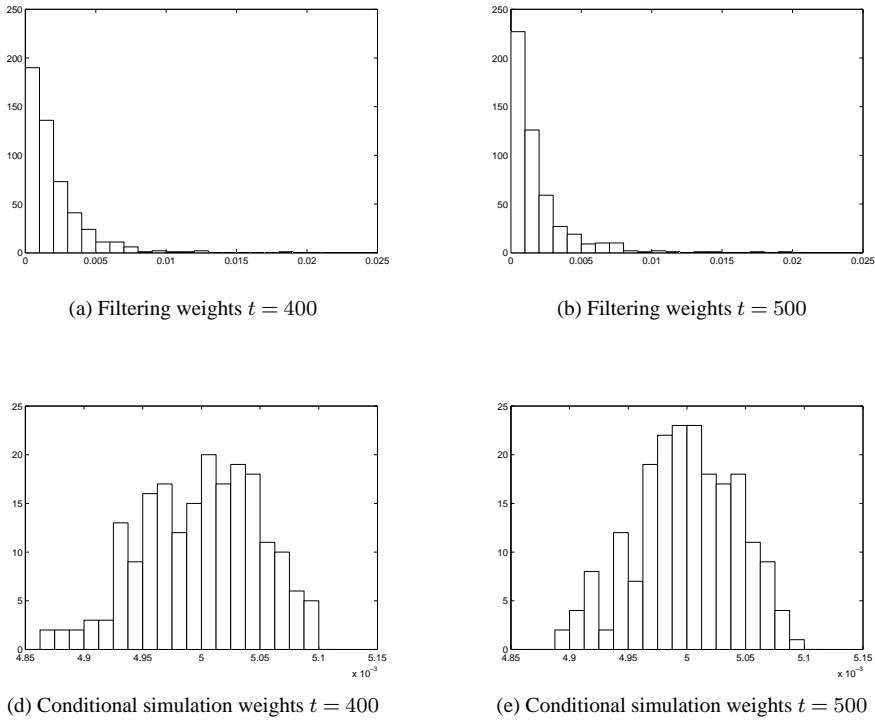 250
200
150
100
50
0
0 0.005 0.01 0.015 0.02 0.025
(a) Filtering weights t = 400
250
200
150
100
50
0
0 0.005 0.01 0.015 0.02 0.025
(b) Filtering weights t = 500
25
20
15
10
5
0
4.85 4.9 4.95 5 5.05 5.1 5.15
x 10⁻³
(d) Conditional simulation weights t = 400
25
20
15
10
5
0
4.85 4.9 4.95 5 5.05 5.1 5.15
x 10⁻³
(e) Conditional simulation weights t = 500